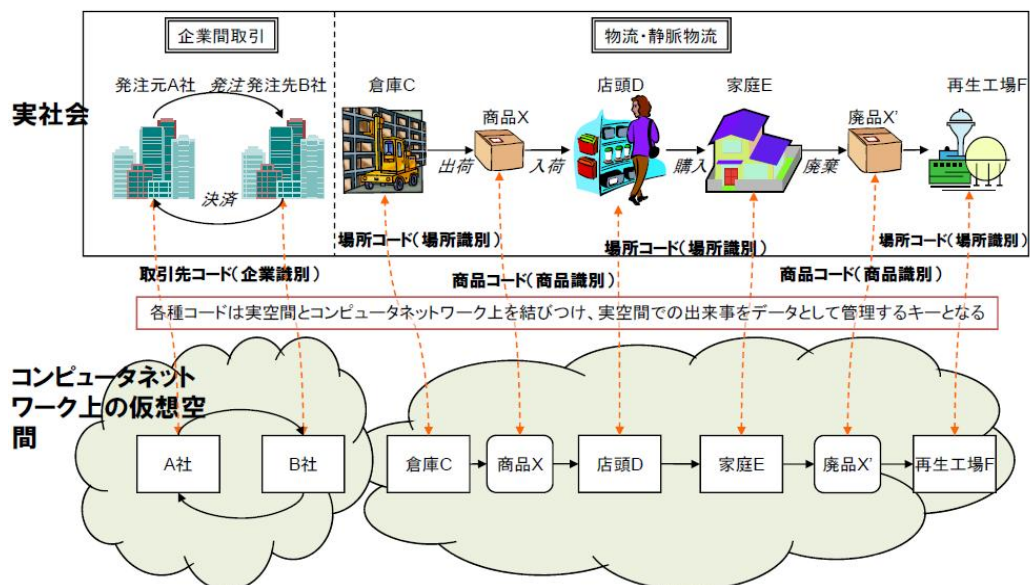 企業間取引
物流・静脈物流
実社会
発注元A社
発注
発注先B社
決済
倉庫C
出荷
商品X
入荷
店頭D
購入
家庭E
廃棄
廃品X'
再生工場F
場所コード(場所識別)
場所コード(場所識別)
場所コード(場所識別)
取引先コード(企業識別)
商品コード(商品識別)
商品コード(商品識別)
各種コードは実空間とコンピュータネットワーク上を結びつけ、実空間での出来事をデータとして管理するキーとなる
コンピュータネット
ワーク上の仮想空
間
A社
B社
倉庫C
商品X
店頭D
家庭E
廃品X'
再生工場F